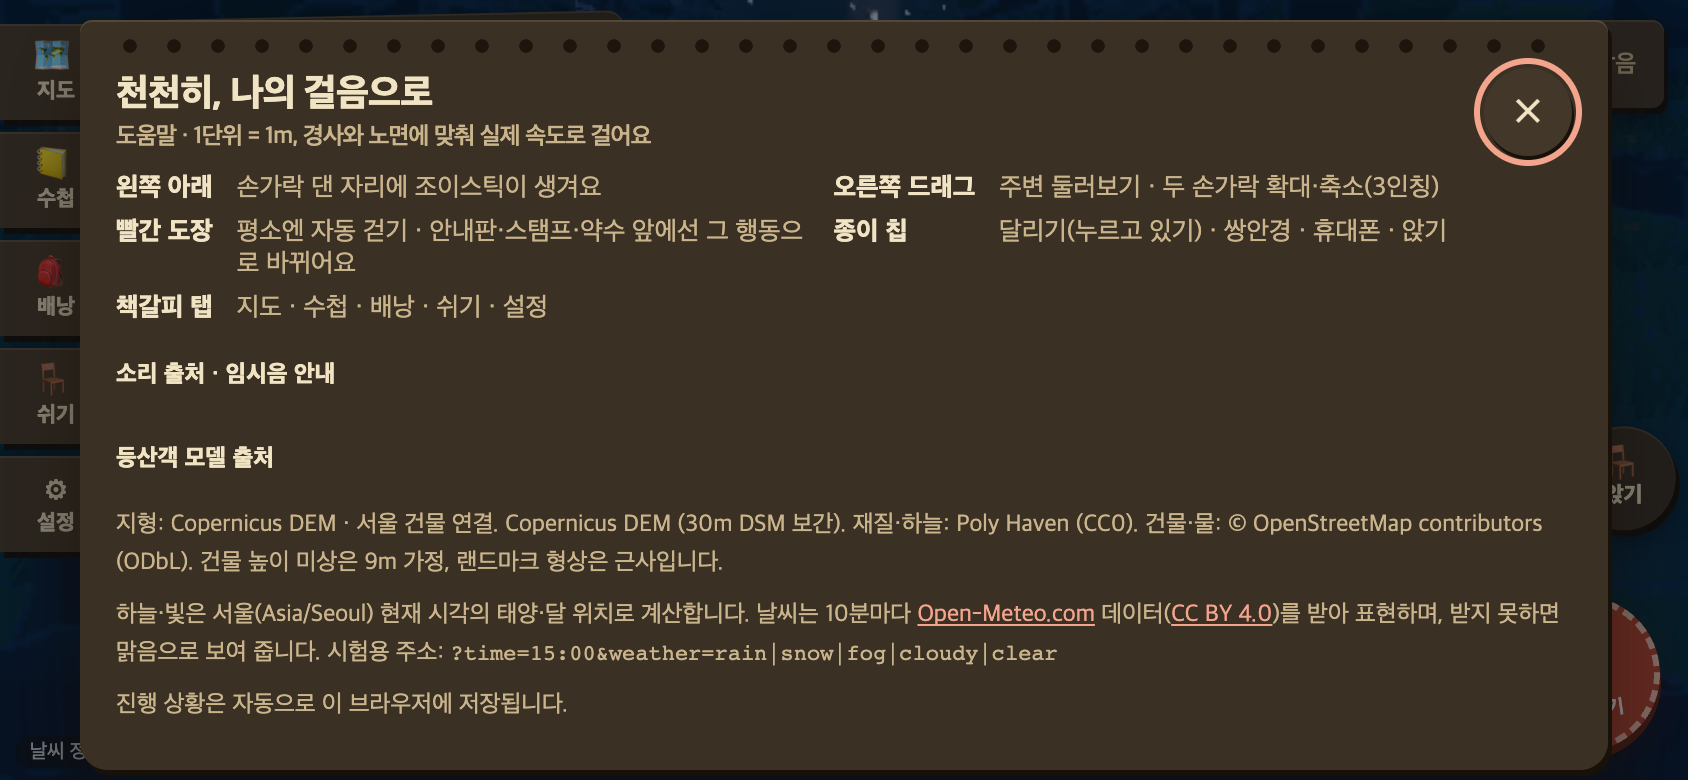 천천히, 나의 걸음으로
도움말 · 1단위 = 1m, 경사와 노면에 맞춰 실제 속도로 걸어요
왼쪽 아래 손가락 댄 자리에 조이스틱이 생겨요
오른쪽 드래그 주변 둘러보기 · 두 손가락 확대·축소(3인칭)
빨간 도장 평소엔 자동 걷기 · 안내판·스탬프·약수 앞에선 그 행동으
로 바뀌어요
종이 칩 달리기(누르고 있기) · 쌍안경 · 휴대폰 · 앉기
책갈피 탭 지도 · 수첩 · 배낭 · 쉬기 · 설정
소리 출처 · 임시음 안내
등산객 모델 출처
지형: Copernicus DEM · 서울 건물 연결. Copernicus DEM (30m DSM 보간). 재질·하늘: Poly Haven (CC0). 건물·물: © OpenStreetMap contributors
(ODbL). 건물 높이 미상은 9m 가정, 랜드마크 형상은 근사입니다.
하늘·빛은 서울(Asia/Seoul) 현재 시각의 태양·달 위치로 계산합니다. 날씨는 10분마다 Open-Meteo.com 데이터(CC BY 4.0)를 받아 표현하며, 받지 못하면
맑음으로 보여 줍니다. 시험용 주소: ?time=15:00&weather=rain|snow|fog|cloudy|clear
진행 상황은 자동으로 이 브라우저에 저장됩니다.
지도
수첩
배낭
쉬기
설정
앉기
날씨